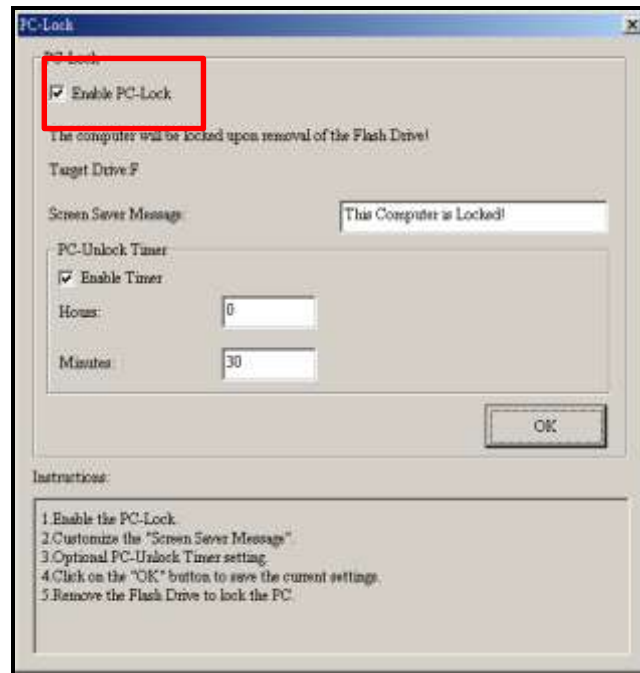 PC-Lock
PC-Lock
Enable PC-Lock
The computer will be locked upon removal of the Flash Drive!
Target Drive:F
Screen Saver Message:
This Computer is Locked!
PC-Unlock Timer
Enable Timer
Hours:
0
Minutes:
30
OK
Instructions:
1.Enable the PC-Lock.
2.Customize the "Screen Saver Message".
3.Optional PC-Unlock Timer setting.
4.Click on the "OK" button to save the current settings.
5.Remove the Flash Drive to lock the PC.